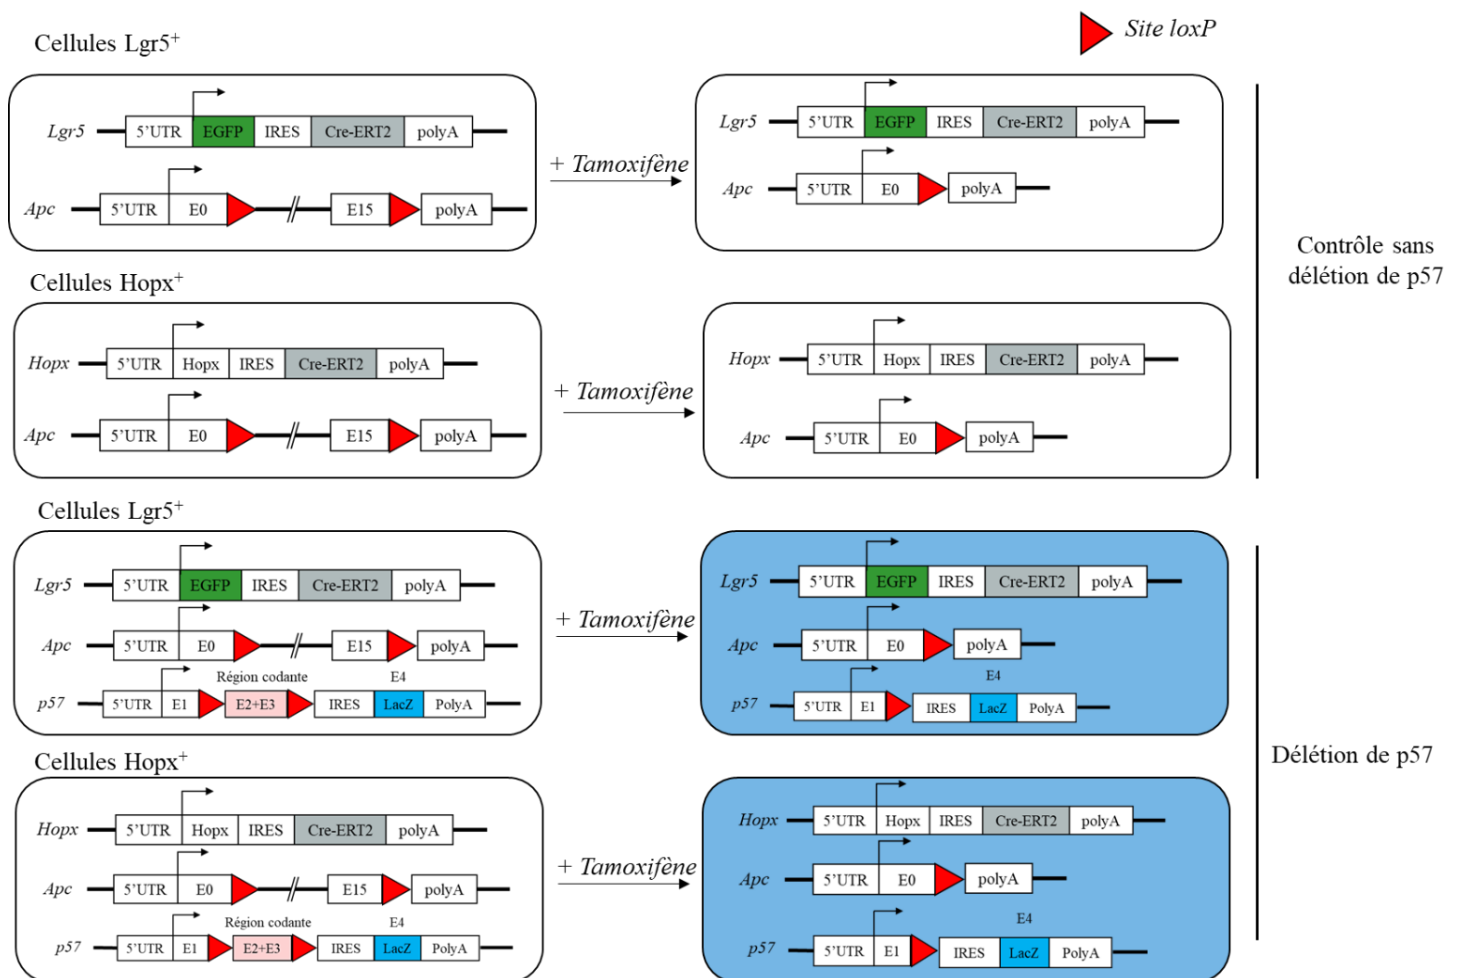 Site loxP
Cellules Lgr5+
Lgr5 5'UTR EGFP IRES Cre-ERT2 polyA
Apc 5'UTR E0 // E15 polyA
+ Tamoxifène
Lgr5 5'UTR EGFP IRES Cre-ERT2 polyA
Apc 5'UTR E0 polyA
Cellules Hopx+
Hopx 5'UTR Hopx IRES Cre-ERT2 polyA
Apc 5'UTR E0 // E15 polyA
+ Tamoxifène
Hopx 5'UTR Hopx IRES Cre-ERT2 polyA
Apc 5'UTR E0 polyA
Contrôle sans
délétion de p57
Cellules Lgr5+
Lgr5 5'UTR EGFP IRES Cre-ERT2 polyA
Apc 5'UTR E0 // E15 polyA
Région codante E4
p57 5'UTR E1 E2+E3 IRES LacZ PolyA
+ Tamoxifène
Lgr5 5'UTR EGFP IRES Cre-ERT2 polyA
Apc 5'UTR E0 polyA
E4
p57 5'UTR E1 IRES LacZ PolyA
Cellules Hopx+
Hopx 5'UTR Hopx IRES Cre-ERT2 polyA
Apc 5'UTR E0 // E15 polyA
Région codante E4
p57 5'UTR E1 E2+E3 IRES LacZ PolyA
+ Tamoxifène
Hopx 5'UTR Hopx IRES Cre-ERT2 polyA
Apc 5'UTR E0 polyA
E4
p57 5'UTR E1 IRES LacZ PolyA
Délétion de p57